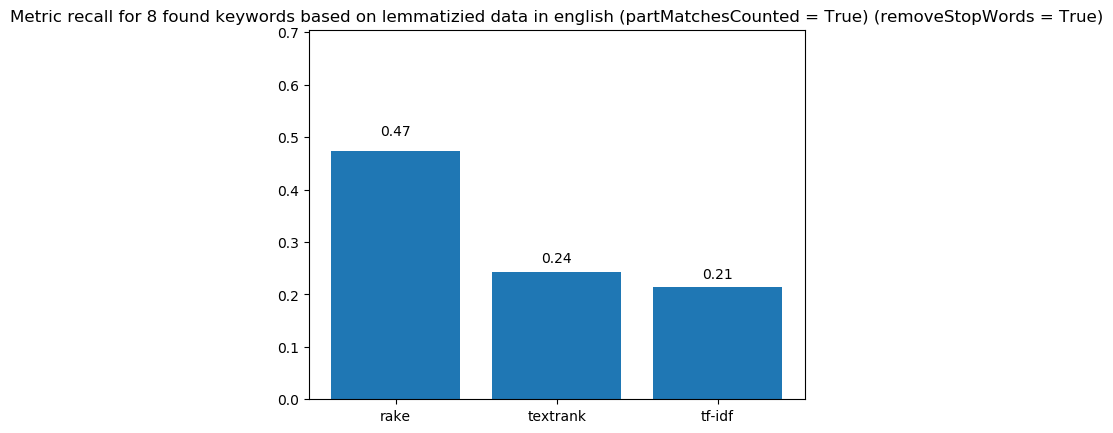 Metric recall for 8 found keywords based on lemmatizied data in english (partMatchesCounted = True) (removeStopWords = True)
0.7
0.6
0.5
0.4
0.3
0.2
0.1
0.0
0.47
0.24
0.21
rake
textrank
tf-idf